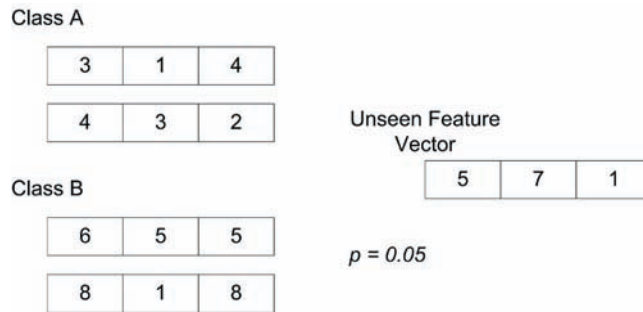 Class A
3 1 4
4 3 2
Unseen Feature
Vector
5 7 1
Class B
6 5 5
p = 0.05
8 1 8